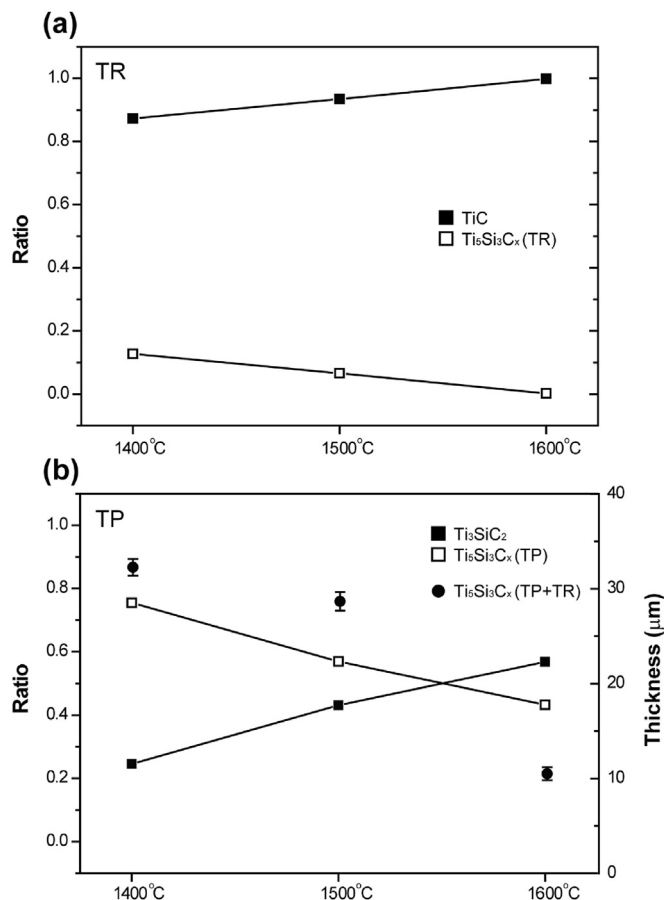 (a)
TR
1.0
0.8
0.6
0.4
0.2
0.0
Ratio
TiC
Ti₅Si₃Cₓ(TR)
1400°C 1500°C 1600°C
(b)
TP
1.0
0.8
0.6
0.4
0.2
0.0
Ratio
Ti₃SiC₂
Ti₅Si₃Cₓ(TP)
Ti₅Si₃Cₓ(TP+TR)
40
30
20
10
0
Thickness (μm)
1400°C 1500°C 1600°C